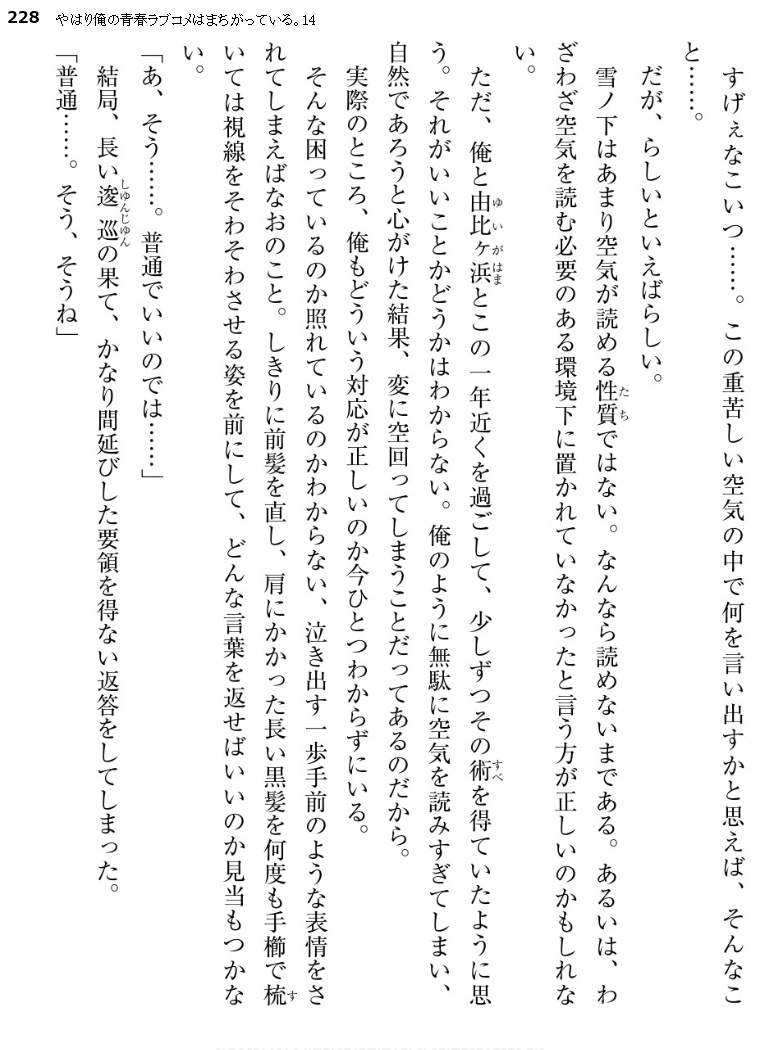 228 やはり俺の青春ラブコメはまちがっている。14
すげぇなこいつ……。この重苦しい空気の中で何を言い出すかと思えば、そんなこ
と……。
だが、らしいといえばらしい。
雪ノ下はあまり空気が読める性質ではない。なんなら読めないまである。あるいは、わ
ざわざ空気を読む必要のある環境下に置かれていなかったと言う方が正しいのかもしれな
い。
ただ、俺と由比ヶ浜とこの一年近くを過ごして、少しずつその術を得ていたように思
う。それがいいことかどうかはわからない。俺のように無駄に空気を読みすぎてしまい、
自然であろうと心がけた結果、変に空回ってしまうことだってあるのだから。
実際のところ、俺もどういう対応が正しいのか今ひとつわからずにいる。
そんな困っているのか照れているのかわからない、泣き出す一歩手前のような表情をさ
れてしまえばなおのこと。しきりに前髪を直し、肩にかかった長い黒髪を何度も手櫛で梳
いては視線をそわそわさせる姿を前にして、どんな言葉を返せばいいのか見当もつかな
い。
「あ、そう……。普通でいいのでは……」
結局、長い逡巡の果て、かなり間延びした要領を得ない返答をしてしまった。
「普通……。そう、そうね」